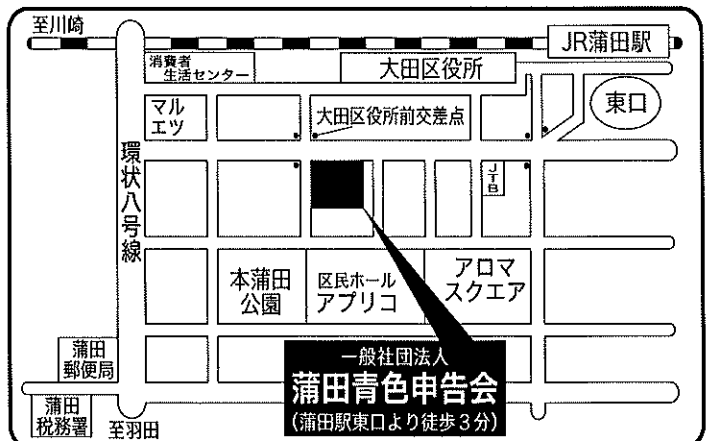 至川崎
JR蒲田駅
消費者
生活センター
大田区役所
東口
マル
エツ
大田区役所前交差点
環状八号線
JTB
本蒲田
公園
区民ホール
アプリコ
アロマ
スクエア
一般社団法人
蒲田青色申告会
(蒲田駅東口より徒歩3分)
蒲田
郵便局
蒲田
税務署
至羽田